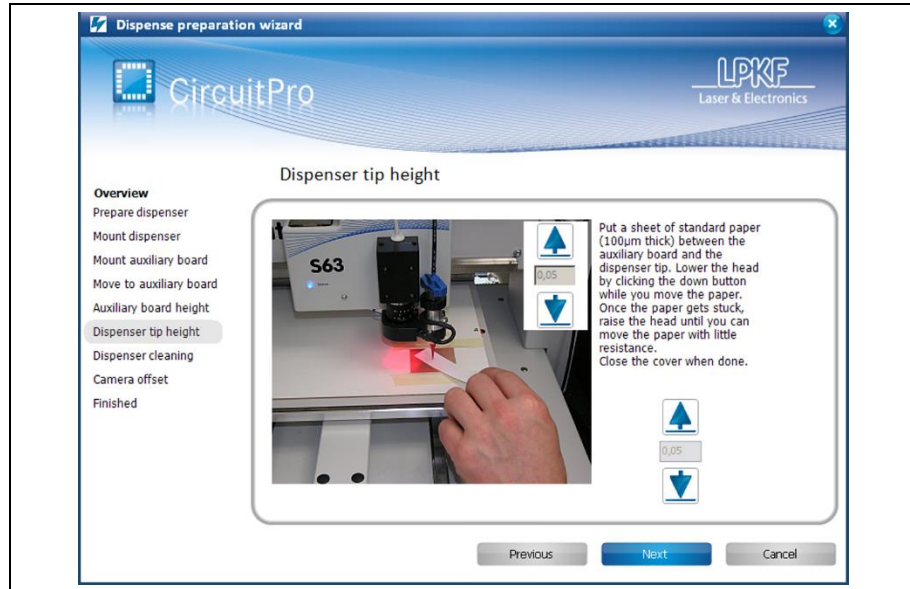 Dispense preparation wizard
CircuitPro
LPKF
Laser & Electronics
Dispenser tip height
Overview
Prepare dispenser
Mount dispenser
Mount auxiliary board
Move to auxiliary board
Auxiliary board height
Dispenser tip height
Dispenser cleaning
Camera offset
Finished
S63
0,05
Put a sheet of standard paper
(100μm thick) between the
auxiliary board and the
dispenser tip. Lower the head
by clicking the down button
while you move the paper.
Once the paper gets stuck,
raise the head until you can
move the paper with little
resistance.
Close the cover when done.
0,05
Previous
Next
Cancel